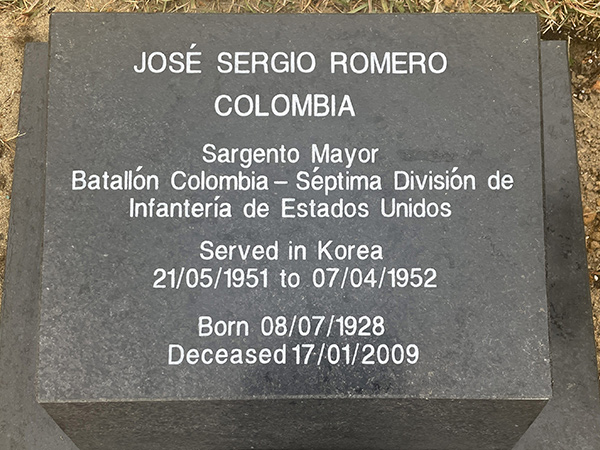 JOSÉ SERGIO ROMERO
COLOMBIA
Sargento Mayor
Batallón Colombia – Séptima División de
Infantería de Estados Unidos
Served in Korea
21/05/1951 to 07/04/1952
Born 08/07/1928
Deceased 17/01/2009